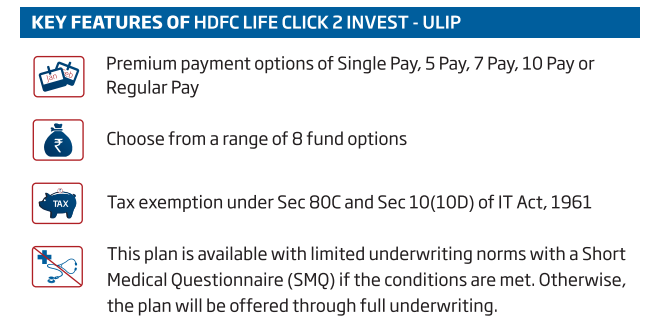 KEY FEATURES OF HDFC LIFE CLICK 2 INVEST - ULIP
Jan
Feb
Premium payment options of Single Pay, 5 Pay, 7 Pay, 10 Pay or
Regular Pay
₹
Choose from a range of 8 fund options
TAX
Tax exemption under Sec 80C and Sec 10(10D) of IT Act, 1961
This plan is available with limited underwriting norms with a Short
Medical Questionnaire (SMQ) if the conditions are met. Otherwise,
the plan will be offered through full underwriting.